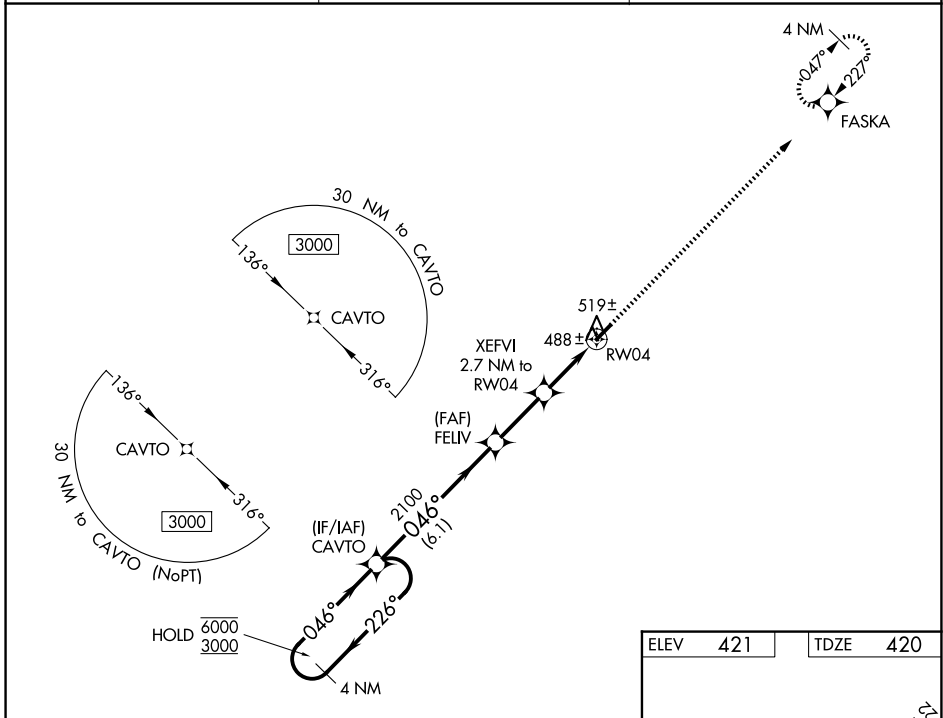 4 NM
047°
227°
FASKA
30 NM to CAVTO
3000
136°
CAVTO
316°
519±
488±
RW04
XEFVI
2.7 NM to
RW04
(FAF)
FELIV
136°
CAVTO
316°
3000
30 NM to CAVTO (NoPT)
2100
046°
(6.1)
(IF/IAF)
CAVTO
046°
226°
HOLD 6000
3000
4 NM
ELEV 421
TDZE 420
22